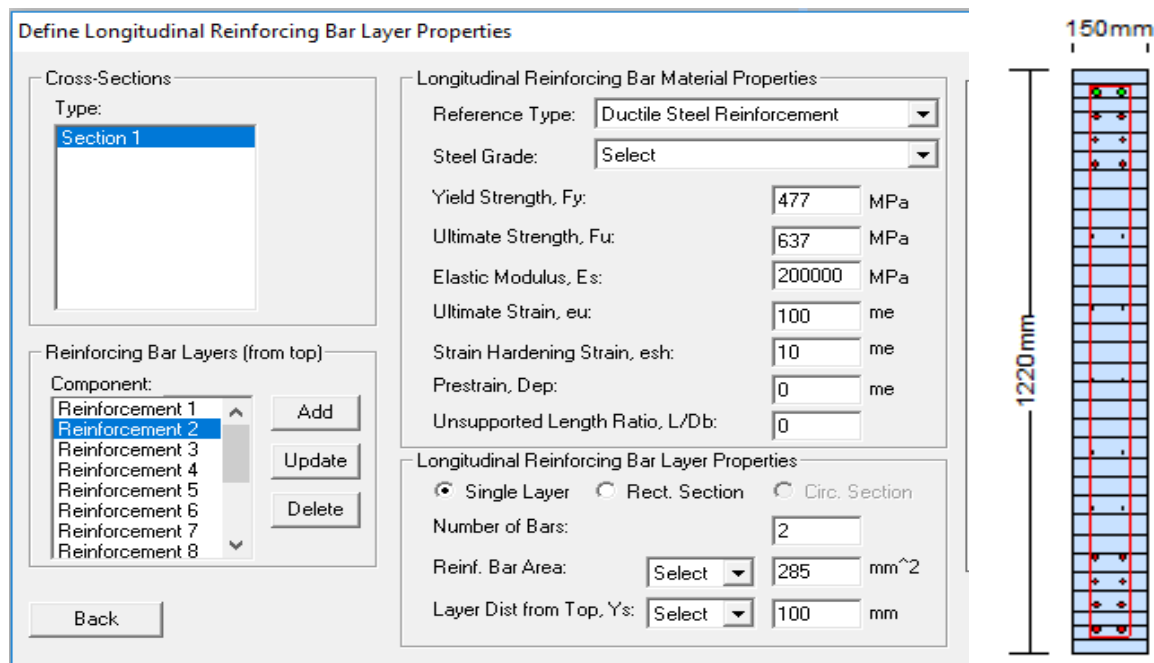 Define Longitudinal Reinforcing Bar Layer Properties
Cross-Sections
Type:
Section 1
Reinforcing Bar Layers (from top)
Component:
Reinforcement 1
Reinforcement 2
Reinforcement 3
Reinforcement 4
Reinforcement 5
Reinforcement 6
Reinforcement 7
Reinforcement 8
Add
Update
Delete
Back
Longitudinal Reinforcing Bar Material Properties
Reference Type: Ductile Steel Reinforcement
Steel Grade: Select
Yield Strength, Fy: 477 MPa
Ultimate Strength, Fu: 637 MPa
Elastic Modulus, Es: 200000 MPa
Ultimate Strain, eu: 100 me
Strain Hardening Strain, esh: 10 me
Prestrain, Dep: 0 me
Unsupported Length Ratio, L/Db: 0
Longitudinal Reinforcing Bar Layer Properties
Single Layer Rect. Section Circ. Section
Number of Bars: 2
Reinf. Bar Area: Select 285 mm^2
Layer Dist from Top, Ys: Select 100 mm
150mm
1220mm